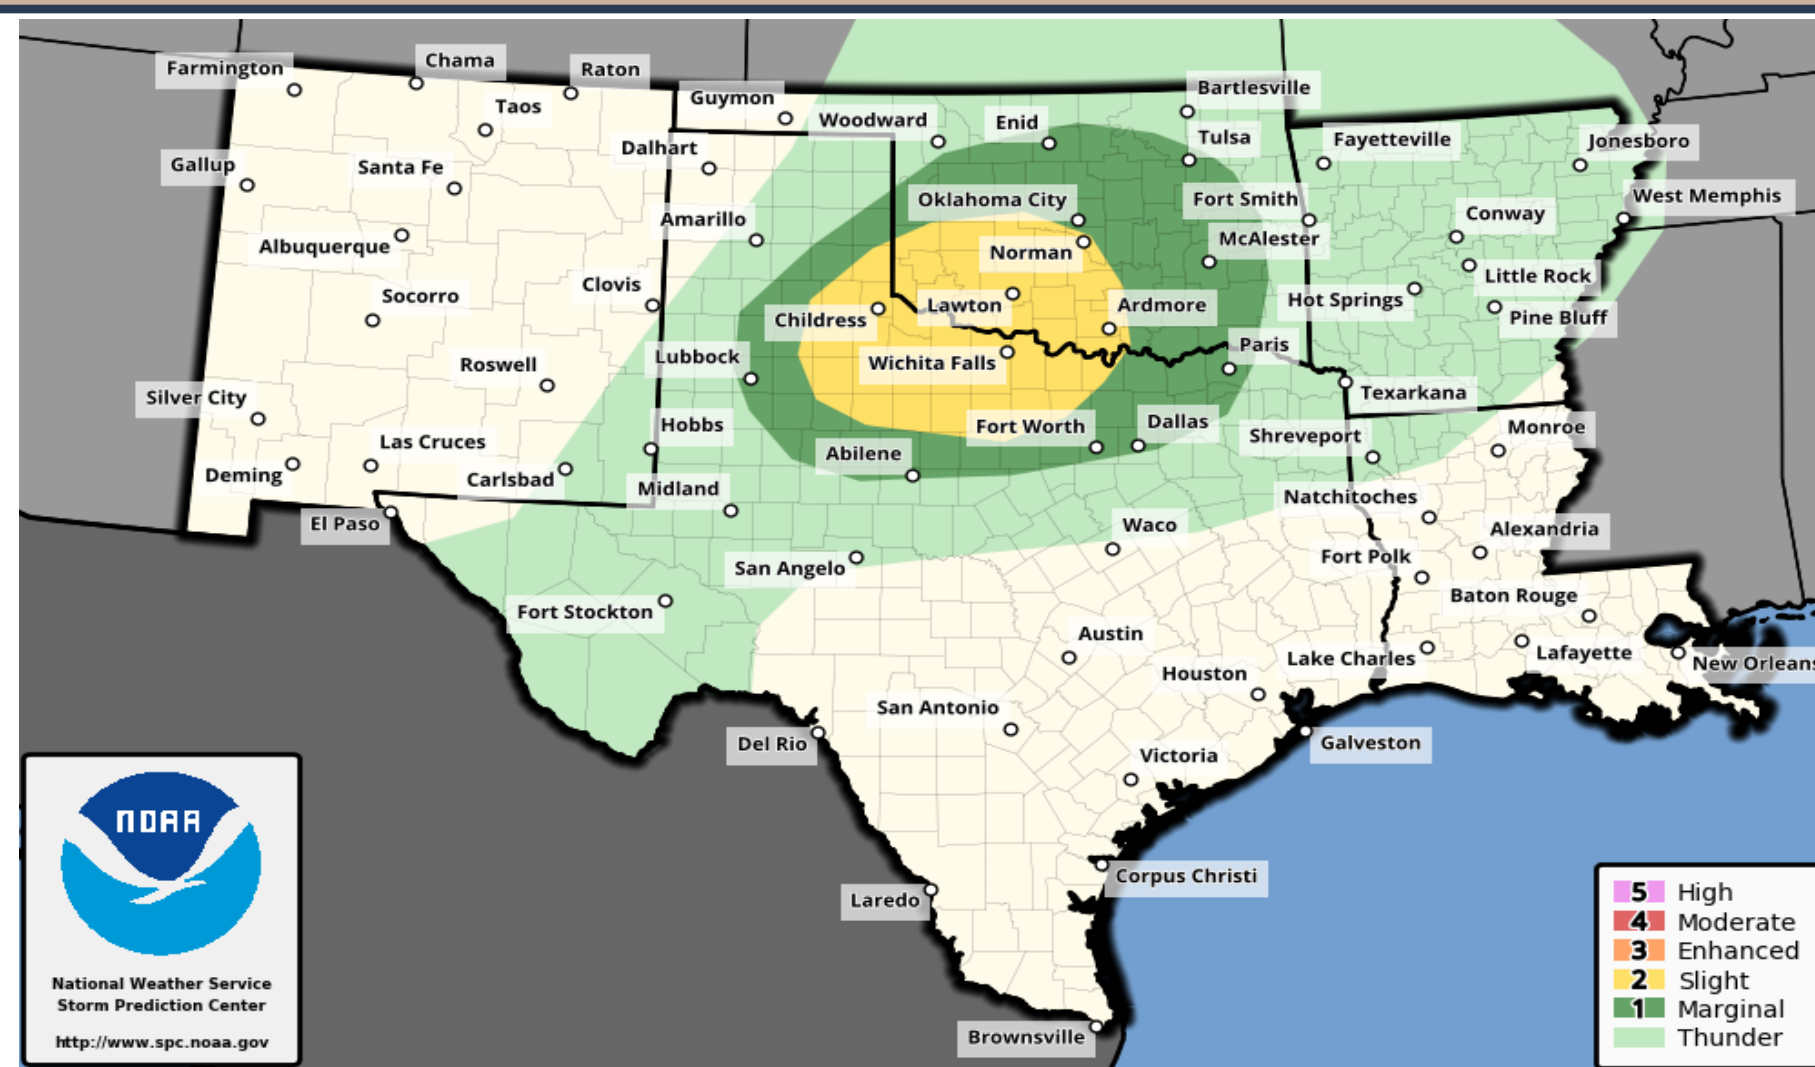 Farmington
Chama
Raton
Guymon
Bartlesville
Taos
Woodward
Enid
Tulsa
Fayetteville
Jonesboro
Dalhart
Gallup
Santa Fe
Oklahoma City
Fort Smith
West Memphis
Amarillo
Conway
Albuquerque
Norman
McAlester
Clovis
Little Rock
Socorro
Childress
Lawton
Ardmore
Hot Springs
Pine Bluff
Roswell
Lubbock
Wichita Falls
Paris
Silver City
Texarkana
Las Cruces
Hobbs
Fort Worth
Dallas
Shreveport
Monroe
Deming
Carlsbad
Midland
Abilene
Natchitoches
El Paso
Waco
Alexandria
San Angelo
Fort Polk
Fort Stockton
Baton Rouge
Austin
Lake Charles
Lafayette
New Orleans
Houston
San Antonio
Del Rio
Galveston
Victoria
Corpus Christi
Laredo
Brownsville
NOAA
National Weather Service
Storm Prediction Center
http://www.spc.noaa.gov
5 High
4 Moderate
3 Enhanced
2 Slight
1 Marginal
Thunder